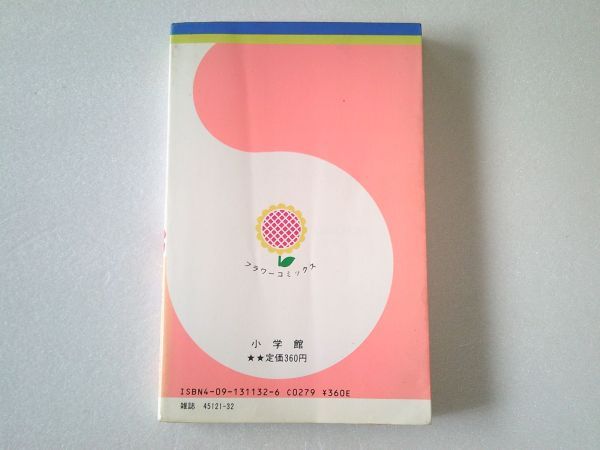 フラワーコミックス
小学館
★★定価360円
ISBN4-09-131132-6 C0279 ¥360E
雑誌 45121-32